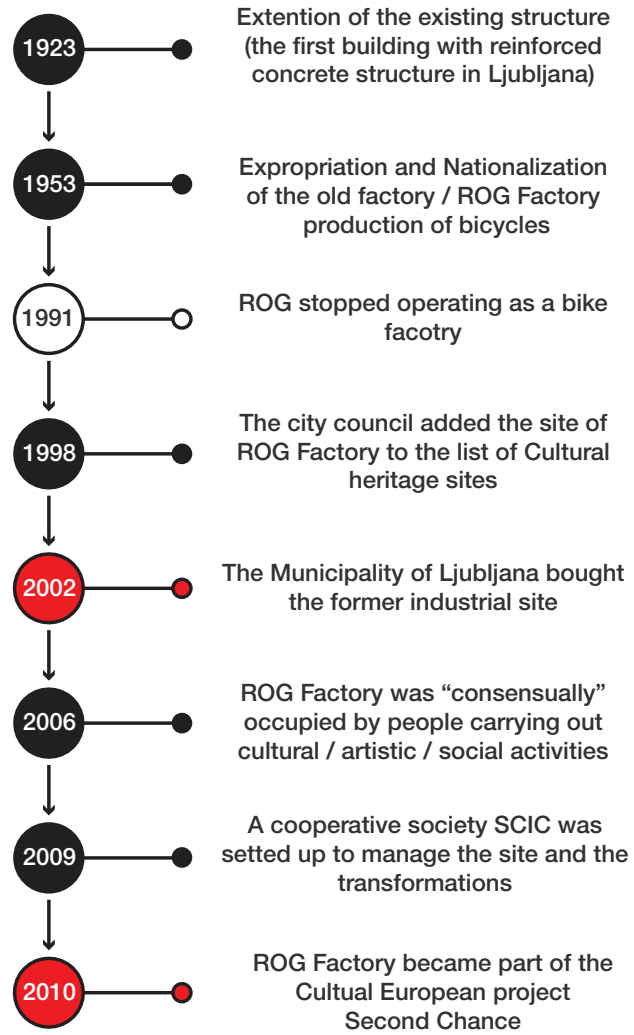 1923
Extention of the existing structure
(the first building with reinforced
concrete structure in Ljubljana)
1953
Expropriation and Nationalization
of the old factory / ROG Factory
production of bicycles
1991
ROG stopped operating as a bike
facotry
1998
The city council added the site of
ROG Factory to the list of Cultural
heritage sites
2002
The Municipality of Ljubljana bought
the former industrial site
2006
ROG Factory was “consensually”
occupied by people carrying out
cultural / artistic / social activities
2009
A cooperative society SCIC was
setted up to manage the site and the
transformations
2010
ROG Factory became part of the
Cultual European project
Second Chance